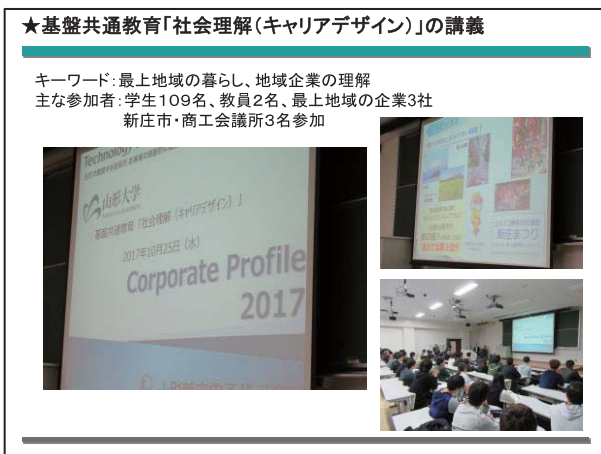 ★基盤共通教育「社会理解(キャリアデザイン)」の講義
キーワード:最上地域の暮らし、地域企業の理解
主な参加者:学生109名、教員2名、最上地域の企業3社
新庄市・商工会議所3名参加
Technology
山形大学
基盤共通教育「社会理解(キャリアデザイン)」
2017年10月25日(水)
Corporate Profile
2017
新庄まつり